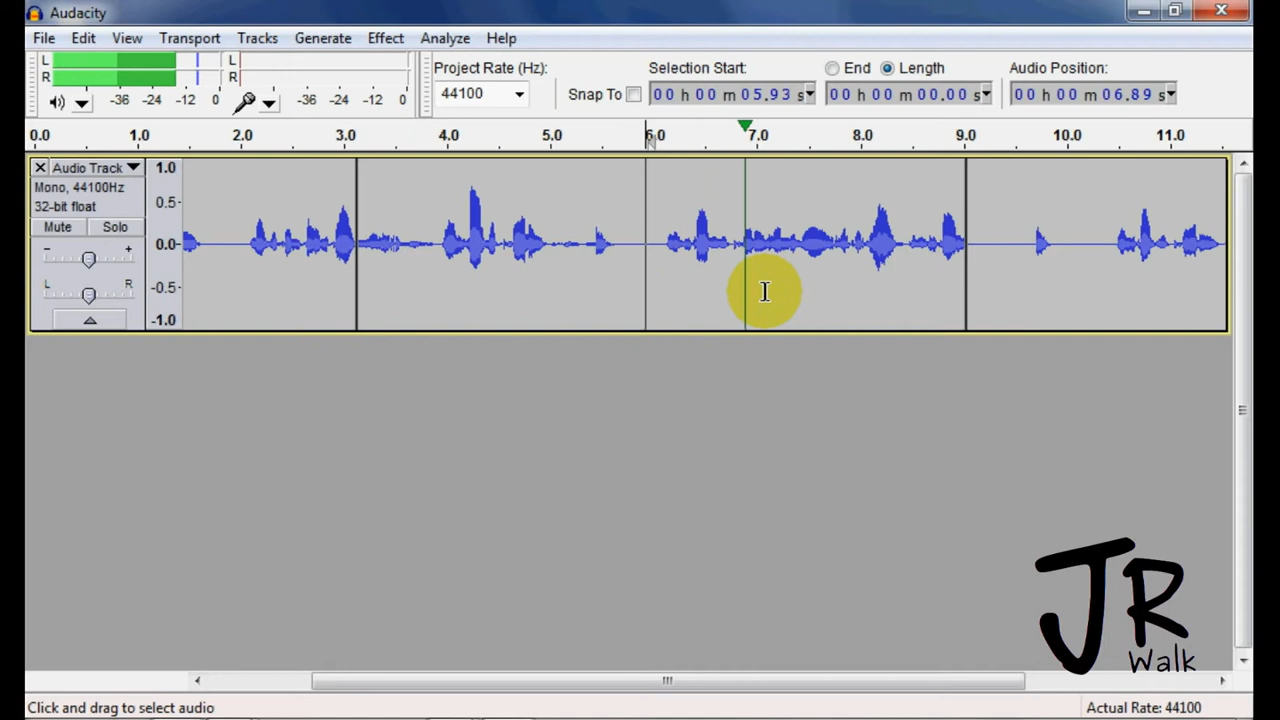 Audacity
File Edit View Transport Tracks Generate Effect Analyze Help
L L Project Rate (Hz): Selection Start: End Length Audio Position:
R R
44100 Snap To 00 h 00 m 05.93 s 00 h 00 m 00.00 s 00 h 00 m 06.89 s
-36 -24 -12 0 -36 -24 -12 0
0.0 1.0 2.0 3.0 4.0 5.0 6.0 7.0 8.0 9.0 10.0 11.0
Audio Track 1.0
Mono, 44100Hz
32-bit float 0.5
Mute Solo
- + 0.0
L R -0.5
-1.0
JR
Walk
Click and drag to select audio Actual Rate: 44100